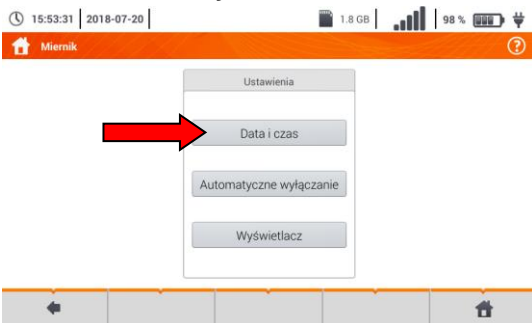 15:53:31 2018-07-20 1.8 GB 98 %
Miernik ?
Ustawienia
Data i czas
Automatyczne wyłączanie
Wyświetlacz